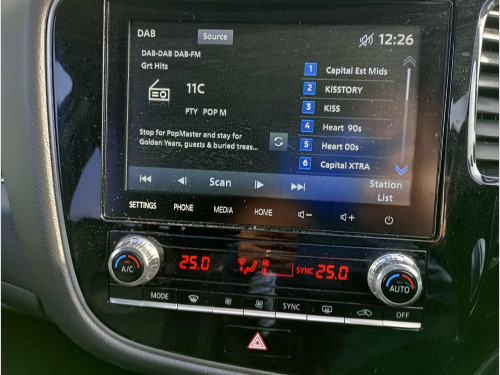 DAB Source 12:26
DAB-DAB DAB-FM
Grt Hits
11C
PTY POP M
Stop for PopMaster and stay for
Golden Years, guests & buried treas...
1 Capital Est Mids
2 KISSTORY
3 KISS
4 Heart 90s
5 Heart 00s
6 Capital XTRA
Scan
Station
List
SETTINGS PHONE MEDIA HOME
A/C 25.0 SYNC 25.0 AUTO
MODE SYNC OFF